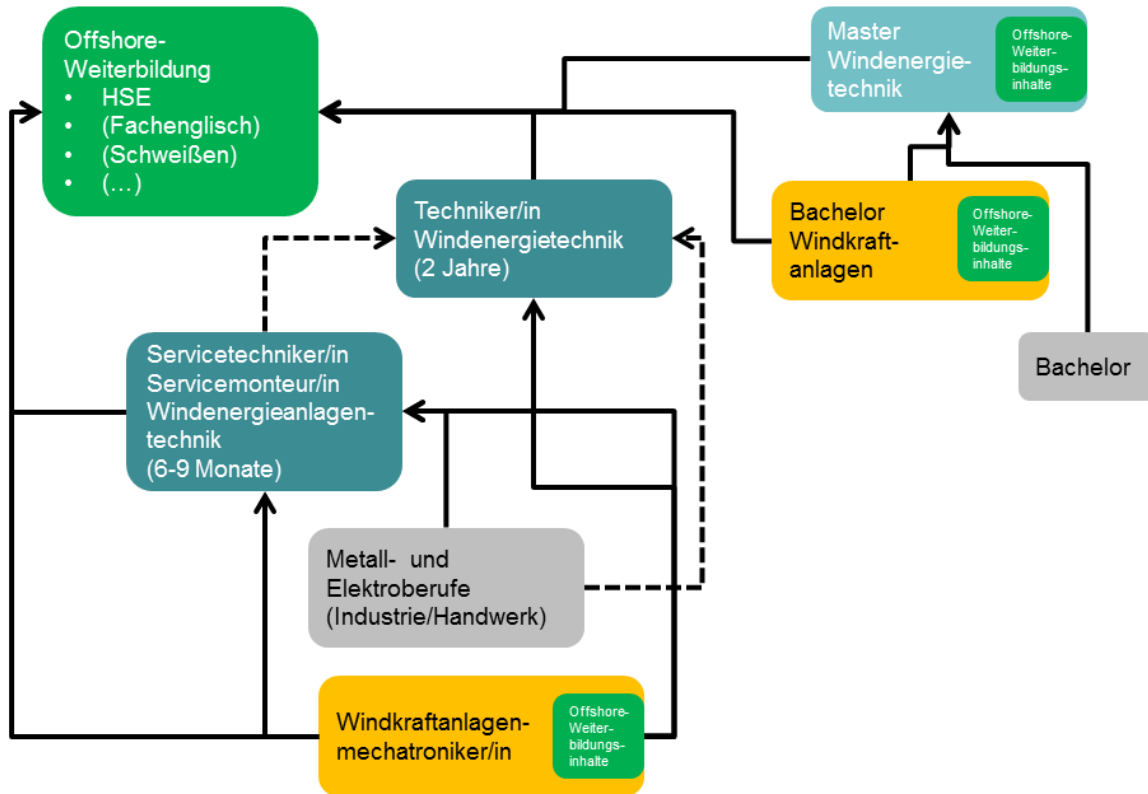 Offshore-
Weiterbildung
• HSE
• (Fachenglisch)
• (Schweißen)
• (…)
Master
Windenergie-
technik
Offshore-
Weiter-
bildungs-
inhalte
Techniker/in
Windenergietechnik
(2 Jahre)
Bachelor
Windkraft-
anlagen
Offshore-
Weiter-
bildungs-
inhalte
Servicetechniker/in
Servicemonteur/in
Windenergieanlagen-
technik
(6-9 Monate)
Bachelor
Metall- und
Elektroberufe
(Industrie/Handwerk)
Windkraftanlagen-
mechatroniker/in
Offshore-
Weiter-
bildungs-
inhalte